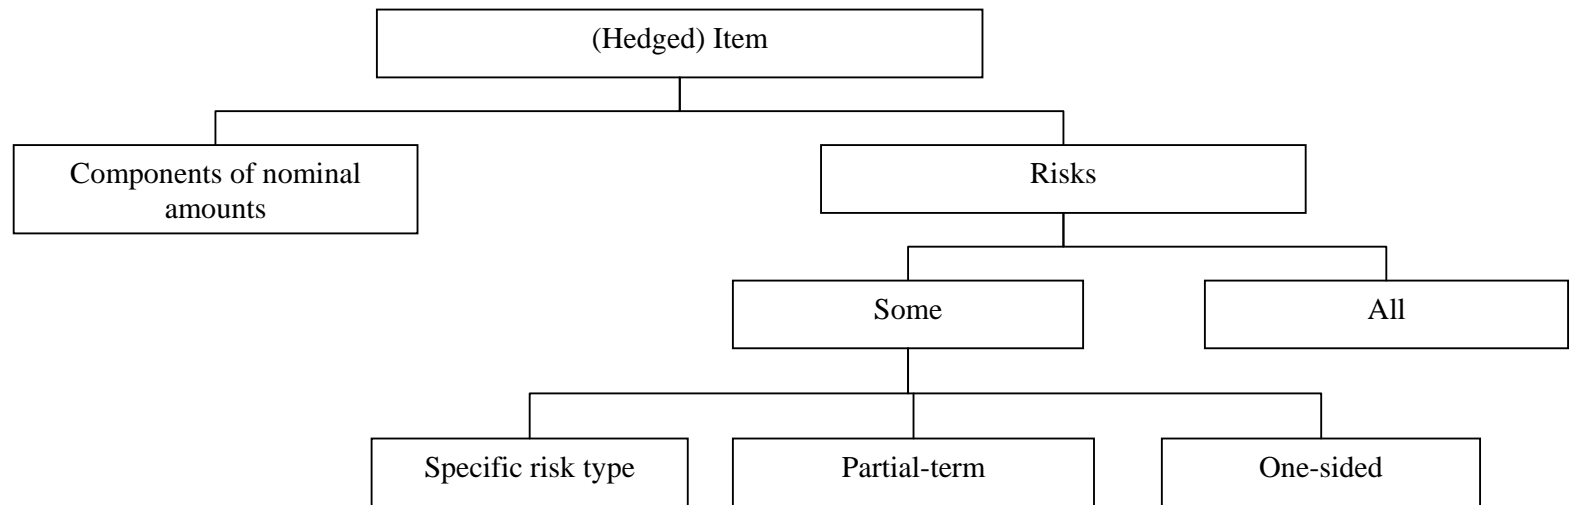 (Hedged) Item
Components of nominal
amounts
Risks
Some
All
Specific risk type
Partial-term
One-sided